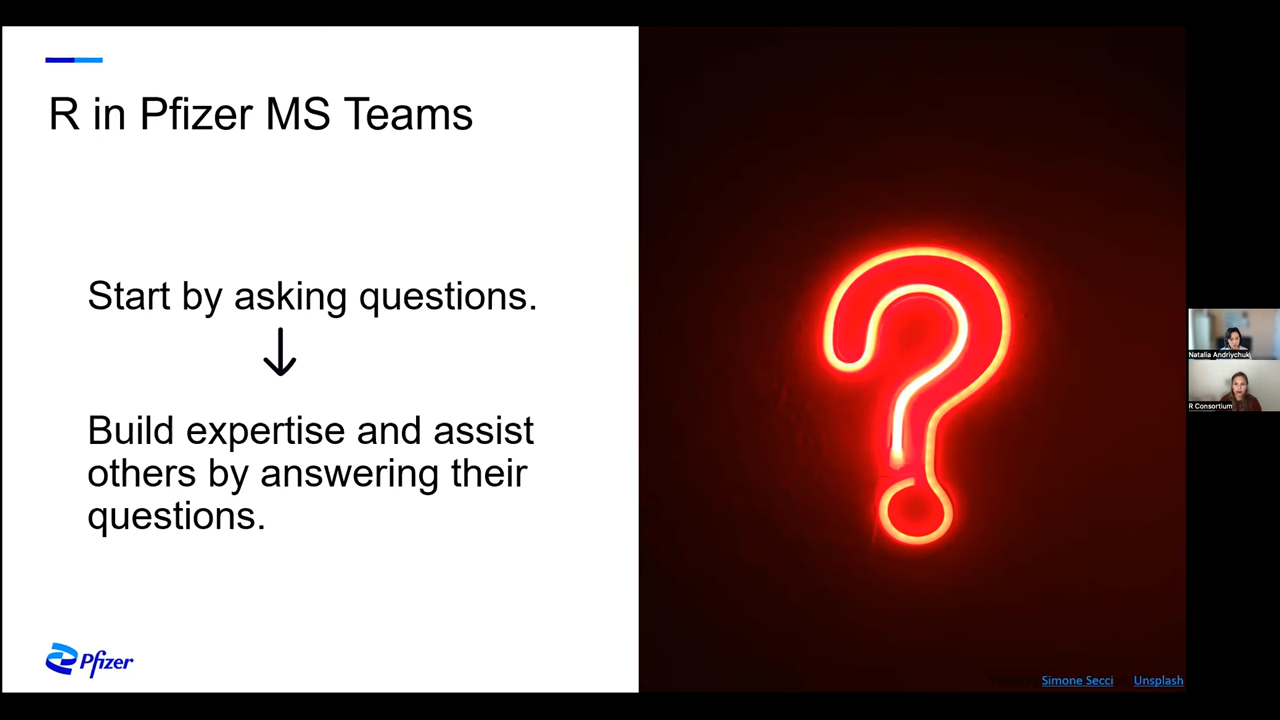 R in Pfizer MS Teams
Start by asking questions.
Build expertise and assist
others by answering their
questions.
Pfizer
Simone Secci
Unsplash
Natalia Andriychuk
R Consortium